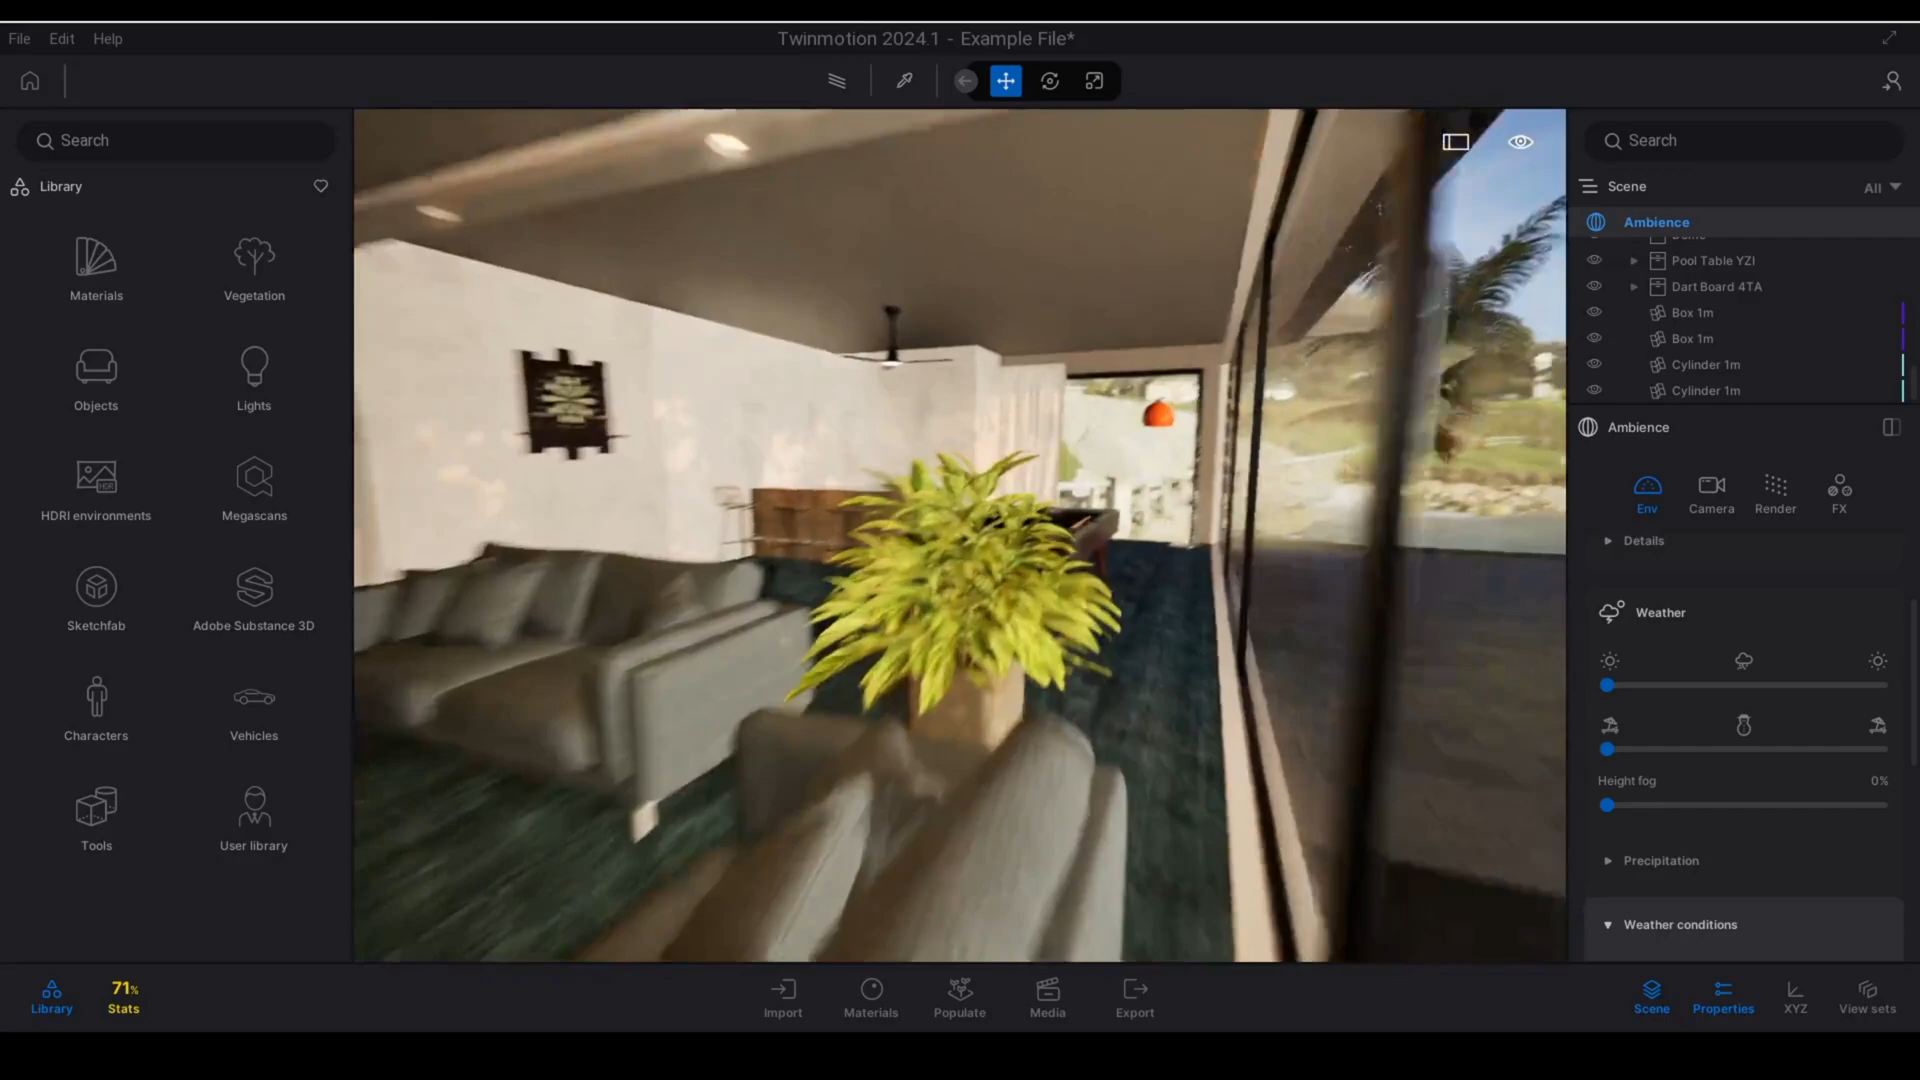 File Edit Help
Twinmotion 2024.1 - Example File*
Search
Library
Materials
Vegetation
Objects
Lights
HDR
HDRI environments
Megascans
Sketchfab
Adobe Substance 3D
Characters
Vehicles
Tools
User library
Search
Scene All
Ambience
Pool Table YZI
Dart Board 4TA
Box 1m
Box 1m
Cylinder 1m
Cylinder 1m
Ambience
Env Camera Render FX
Details
Weather
Height fog 0%
Precipitation
Weather conditions
Library
71%
Stats
Import
Materials
Populate
Media
Export
Scene
Properties
XYZ
View sets